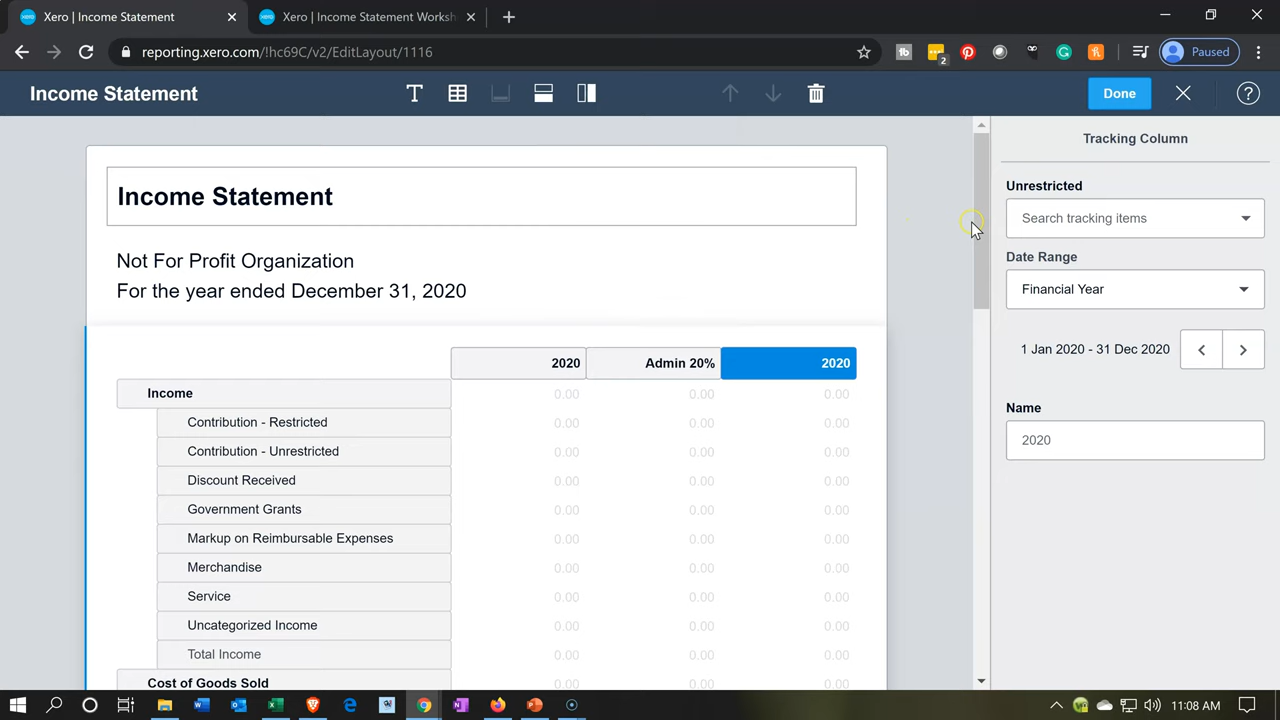 Xero | Income Statement
Xero | Income Statement Worksh
reporting.xero.com/!hc69C/v2/EditLayout/1116
2
Paused
Income Statement
Done
Tracking Column
Income Statement
Unrestricted
Search tracking items
Not For Profit Organization
Date Range
For the year ended December 31, 2020
Financial Year
1 Jan 2020 - 31 Dec 2020
2020 Admin 20% 2020
Income 0.00 0.00 0.00
Name
Contribution - Restricted 0.00 0.00 0.00
2020
Contribution - Unrestricted 0.00 0.00 0.00
Discount Received 0.00 0.00 0.00
Government Grants 0.00 0.00 0.00
Markup on Reimbursable Expenses 0.00 0.00 0.00
Merchandise 0.00 0.00 0.00
Service 0.00 0.00 0.00
Uncategorized Income 0.00 0.00 0.00
Total Income 0.00 0.00 0.00
Cost of Goods Sold 0.00 0.00 0.00
11:08 AM